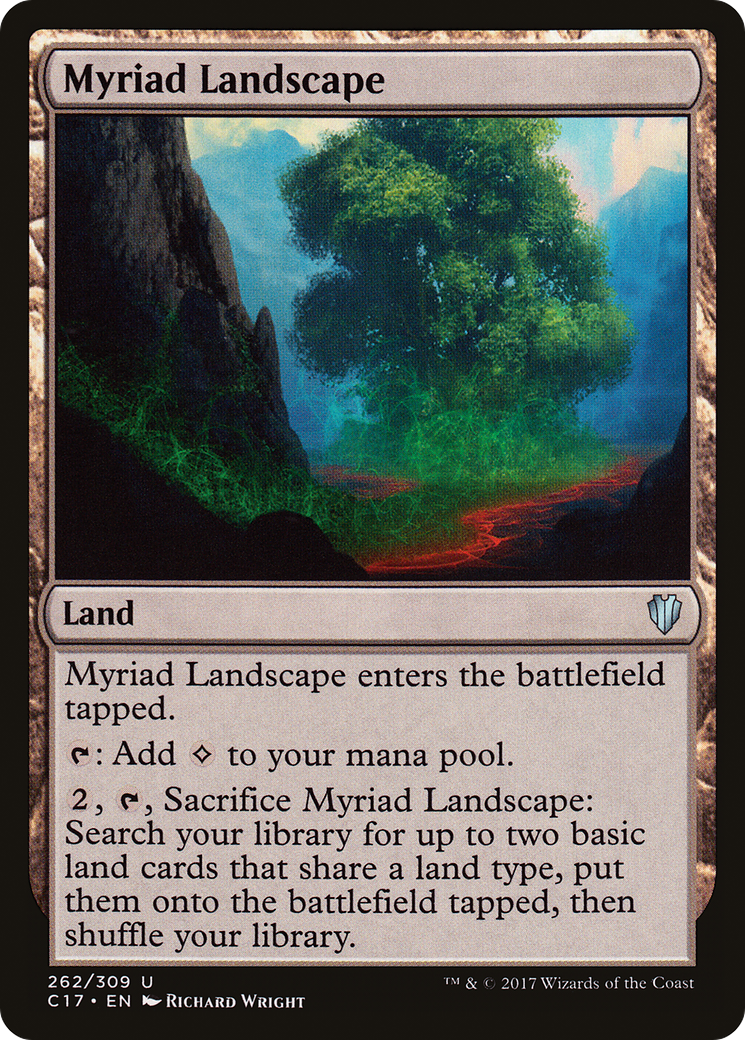 Myriad Landscape
Land
Myriad Landscape enters the battlefield
tapped.
: Add to your mana pool.
2, , Sacrifice Myriad Landscape:
Search your library for up to two basic
land cards that share a land type, put
them onto the battlefield tapped, then
shuffle your library.
262/309 U
C17 • EN Richard Wright
™ & © 2017 Wizards of the Coast